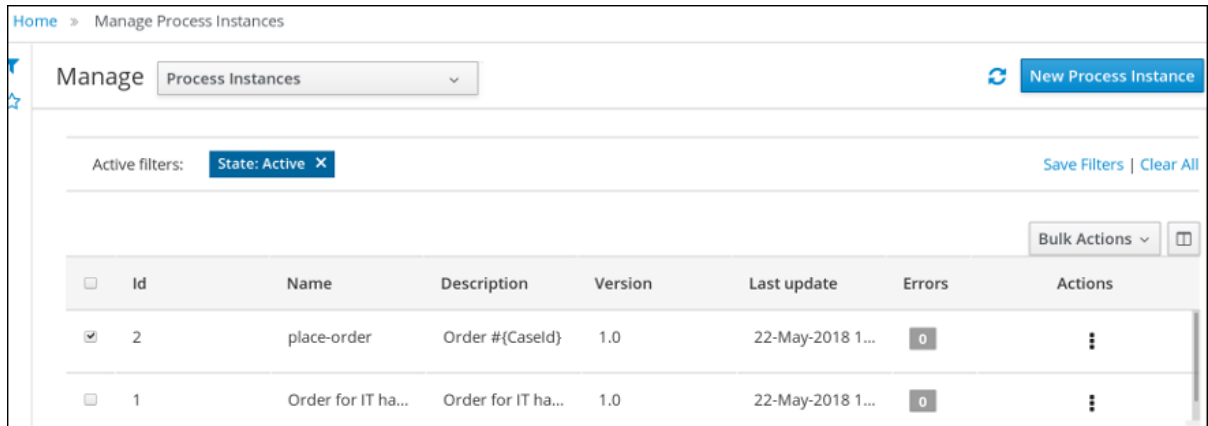 Home » Manage Process Instances
Manage Process Instances New Process Instance
Active filters: State: Active × Save Filters | Clear All
Bulk Actions
Id Name Description Version Last update Errors Actions
2 place-order Order #{CaseId} 1.0 22-May-2018 1... 0
1 Order for IT ha... Order for IT ha... 1.0 22-May-2018 1... 0